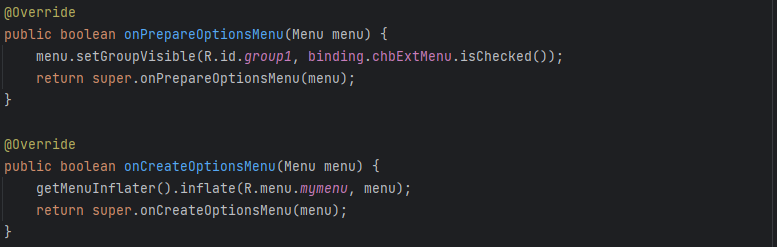 @Override
public boolean onPrepareOptionsMenu(Menu menu) {
    menu.setGroupVisible(R.id.group1, binding.chbExtMenu.isChecked());
    return super.onPrepareOptionsMenu(menu);
}

@Override
public boolean onCreateOptionsMenu(Menu menu) {
    getMenuInflater().inflate(R.menu.mymenu, menu);
    return super.onCreateOptionsMenu(menu);
}